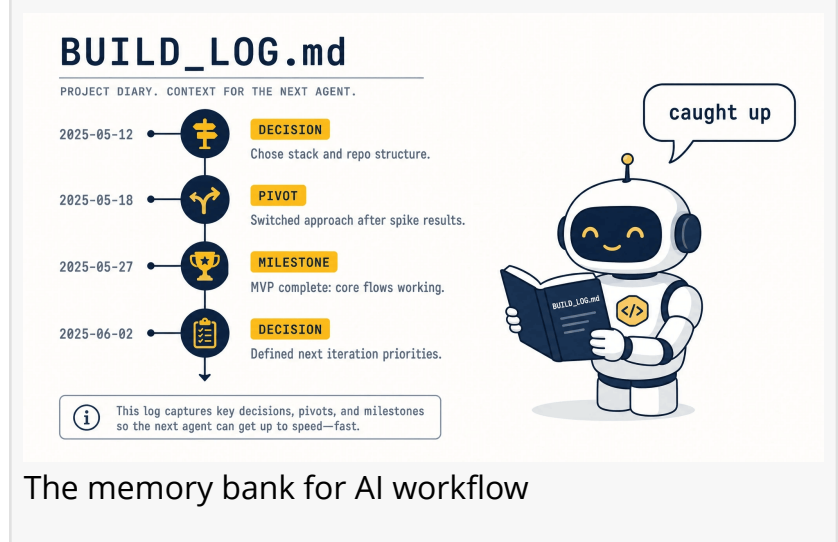 BUILD_LOG.md
PROJECT DIARY. CONTEXT FOR THE NEXT AGENT.
2025-05-12
DECISION
Chose stack and repo structure.
2025-05-18
PIVOT
Switched approach after spike results.
2025-05-27
MILESTONE
MVP complete: core flows working.
2025-06-02
DECISION
Defined next iteration priorities.
i
This log captures key decisions, pivots, and milestones
so the next agent can get up to speed—fast.
caught up
BUILD_LOG.md
</>
The memory bank for AI workflow